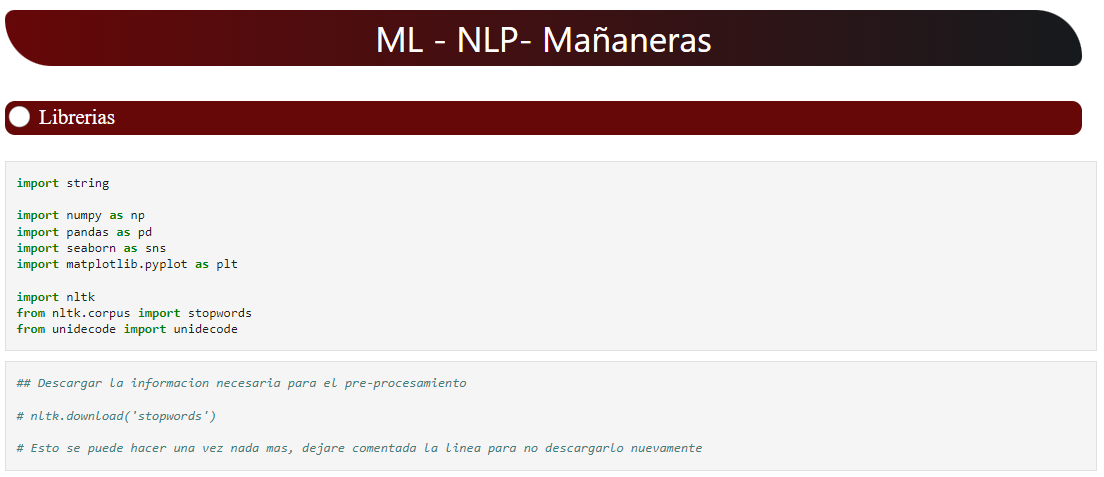 ML - NLP- Mañaneras
Librerias
import string
import numpy as np
import pandas as pd
import seaborn as sns
import matplotlib.pyplot as plt
import nltk
from nltk.corpus import stopwords
from unidecode import unidecode
## Descargar la informacion necesaria para el pre-procesamiento
# nltk.download('stopwords')
# Esto se puede hacer una vez nada mas, dejare comentada la linea para no descargarlo nuevamente